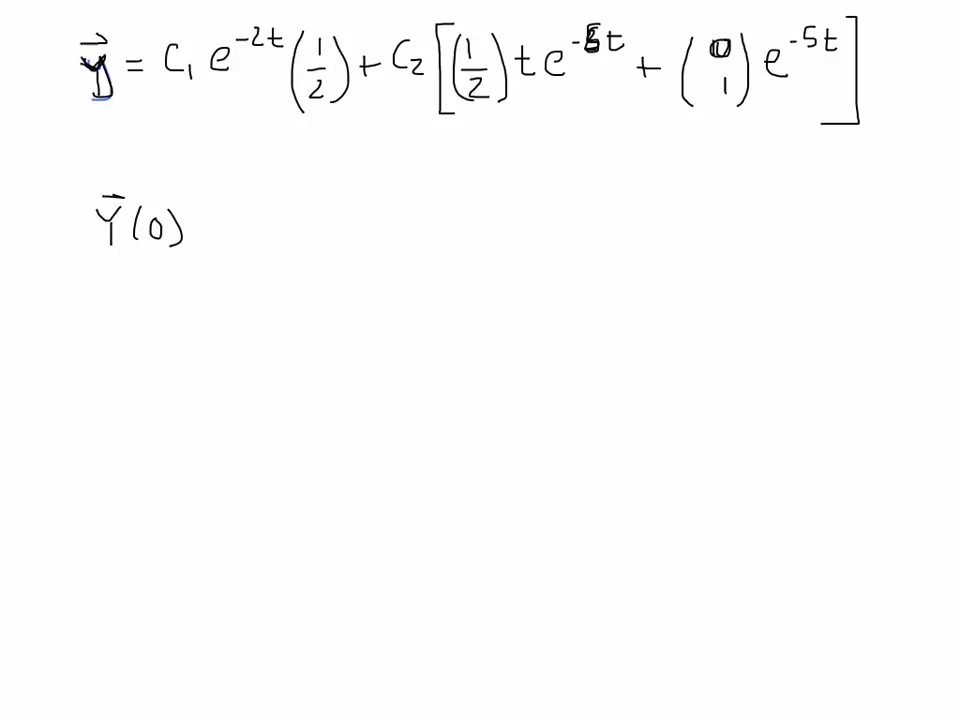 y⃗ = C₁ e^{-2t} (1/2) + C₂ [(1/2) t e^{-5t} + (0 1) e^{-5t}]
Y⃗(0)